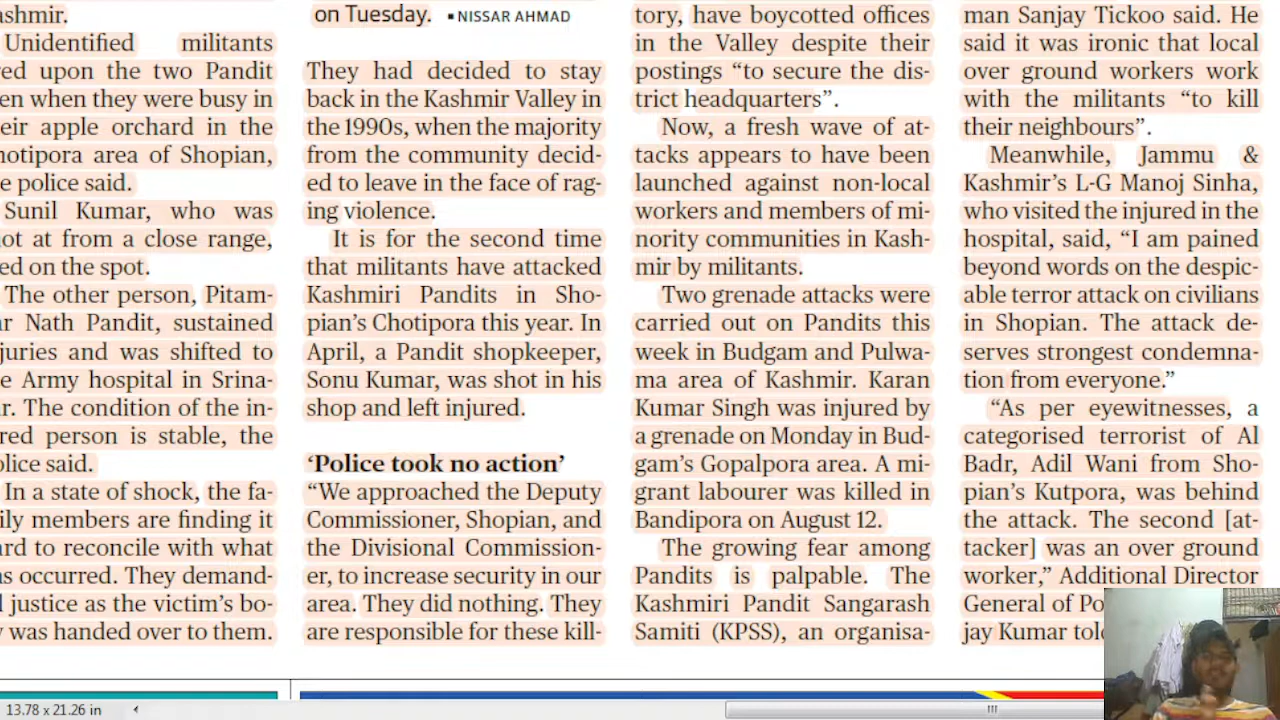 ashmir.
Unidentified militants
ed upon the two Pandit
en when they were busy in
eir apple orchard in the
hotipora area of Shopian,
e police said.
Sunil Kumar, who was
ot at from a close range,
ed on the spot.
The other person, Pitam-
r Nath Pandit, sustained
juries and was shifted to
e Army hospital in Srina-
r. The condition of the in-
red person is stable, the
olice said.
In a state of shock, the fa-
ily members are finding it
ard to reconcile with what
s occurred. They demand-
justice as the victim's bo-
y was handed over to them.
on Tuesday. ▪ NISSAR AHMAD
They had decided to stay
back in the Kashmir Valley in
the 1990s, when the majority
from the community decid-
ed to leave in the face of rag-
ing violence.
It is for the second time
that militants have attacked
Kashmiri Pandits in Sho-
pian's Chotipora this year. In
April, a Pandit shopkeeper,
Sonu Kumar, was shot in his
shop and left injured.
'Police took no action'
“We approached the Deputy
Commissioner, Shopian, and
the Divisional Commission-
er, to increase security in our
area. They did nothing. They
are responsible for these kill-
tory, have boycotted offices
in the Valley despite their
postings “to secure the dis-
trict headquarters”.
Now, a fresh wave of at-
tacks appears to have been
launched against non-local
workers and members of mi-
nority communities in Kash-
mir by militants.
Two grenade attacks were
carried out on Pandits this
week in Budgam and Pulwa-
ma area of Kashmir. Karan
Kumar Singh was injured by
a grenade on Monday in Bud-
gam's Gopalpora area. A mi-
grant labourer was killed in
Bandipora on August 12.
The growing fear among
Pandits is palpable. The
Kashmiri Pandit Sangarash
Samiti (KPSS), an organisa-
man Sanjay Tickoo said. He
said it was ironic that local
over ground workers work
with the militants “to kill
their neighbours”.
Meanwhile, Jammu &
Kashmir's L-G Manoj Sinha,
who visited the injured in the
hospital, said, “I am pained
beyond words on the despic-
able terror attack on civilians
in Shopian. The attack de-
serves strongest condemna-
tion from everyone.”
“As per eyewitnesses, a
categorised terrorist of Al
Badr, Adil Wani from Sho-
pian's Kutpora, was behind
the attack. The second [at-
tacker] was an over ground
worker,” Additional Director
General of Po
jay Kumar tol
13.78 x 21.26 in